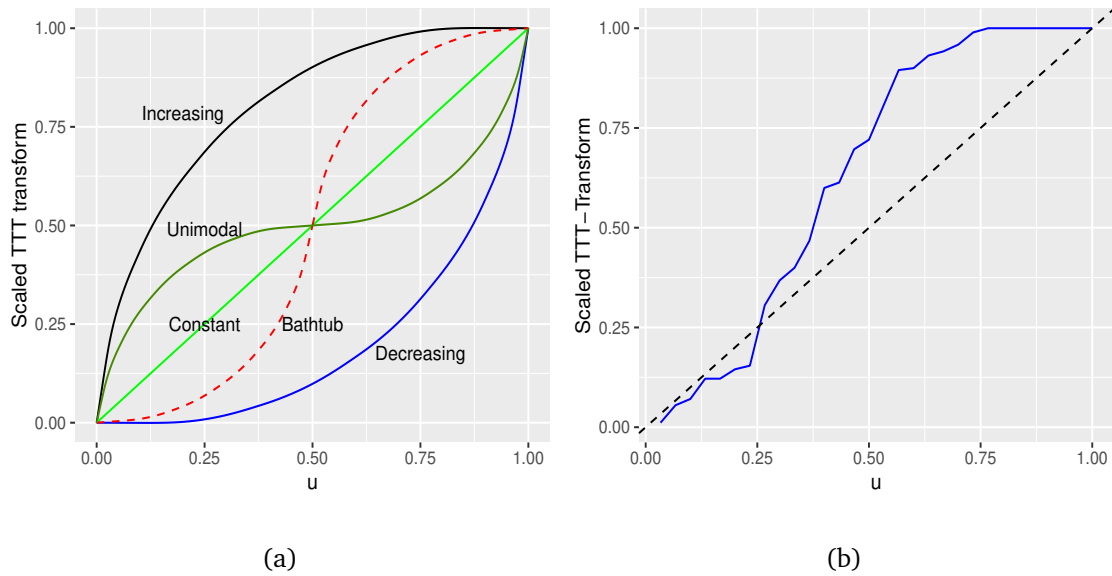 Scaled TTT transform
1.00
0.75
0.50
0.25
0.00
Increasing
Unimodal
Constant
Bathtub
Decreasing
0.00 0.25 0.50 0.75 1.00
u
(a)
Scaled TTT−Transform
1.00
0.75
0.50
0.25
0.00
0.00 0.25 0.50 0.75 1.00
u
(b)